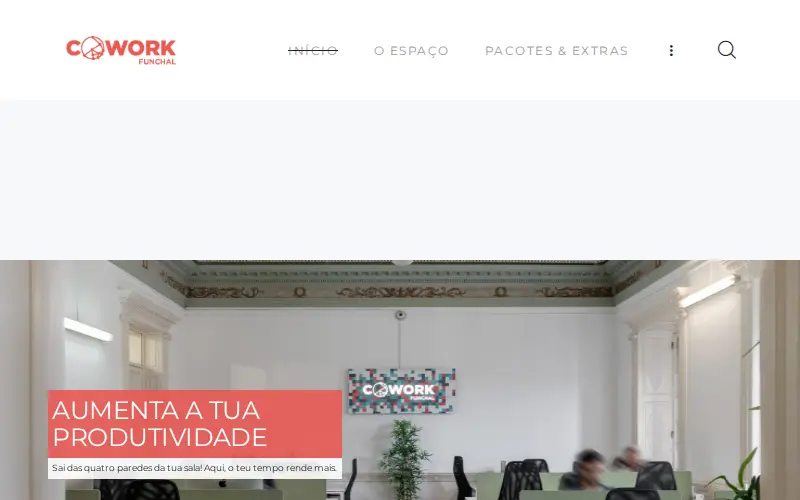 COWORK
FUNCHAL
INÍCIO
O ESPAÇO
PACOTES & EXTRAS
COWORK
FUNCHAL
AUMENTA A TUA
PRODUTIVIDADE
Sai das quatro paredes da tua sala! Aqui, o teu tempo rende mais.